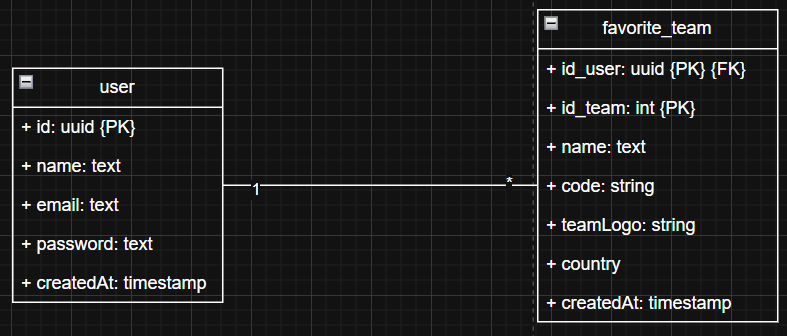 user
+ id: uuid {PK}
+ name: text
+ email: text
+ password: text
+ createdAt: timestamp
1
*
favorite_team
+ id_user: uuid {PK} {FK}
+ id_team: int {PK}
+ name: text
+ code: string
+ teamLogo: string
+ country
+ createdAt: timestamp